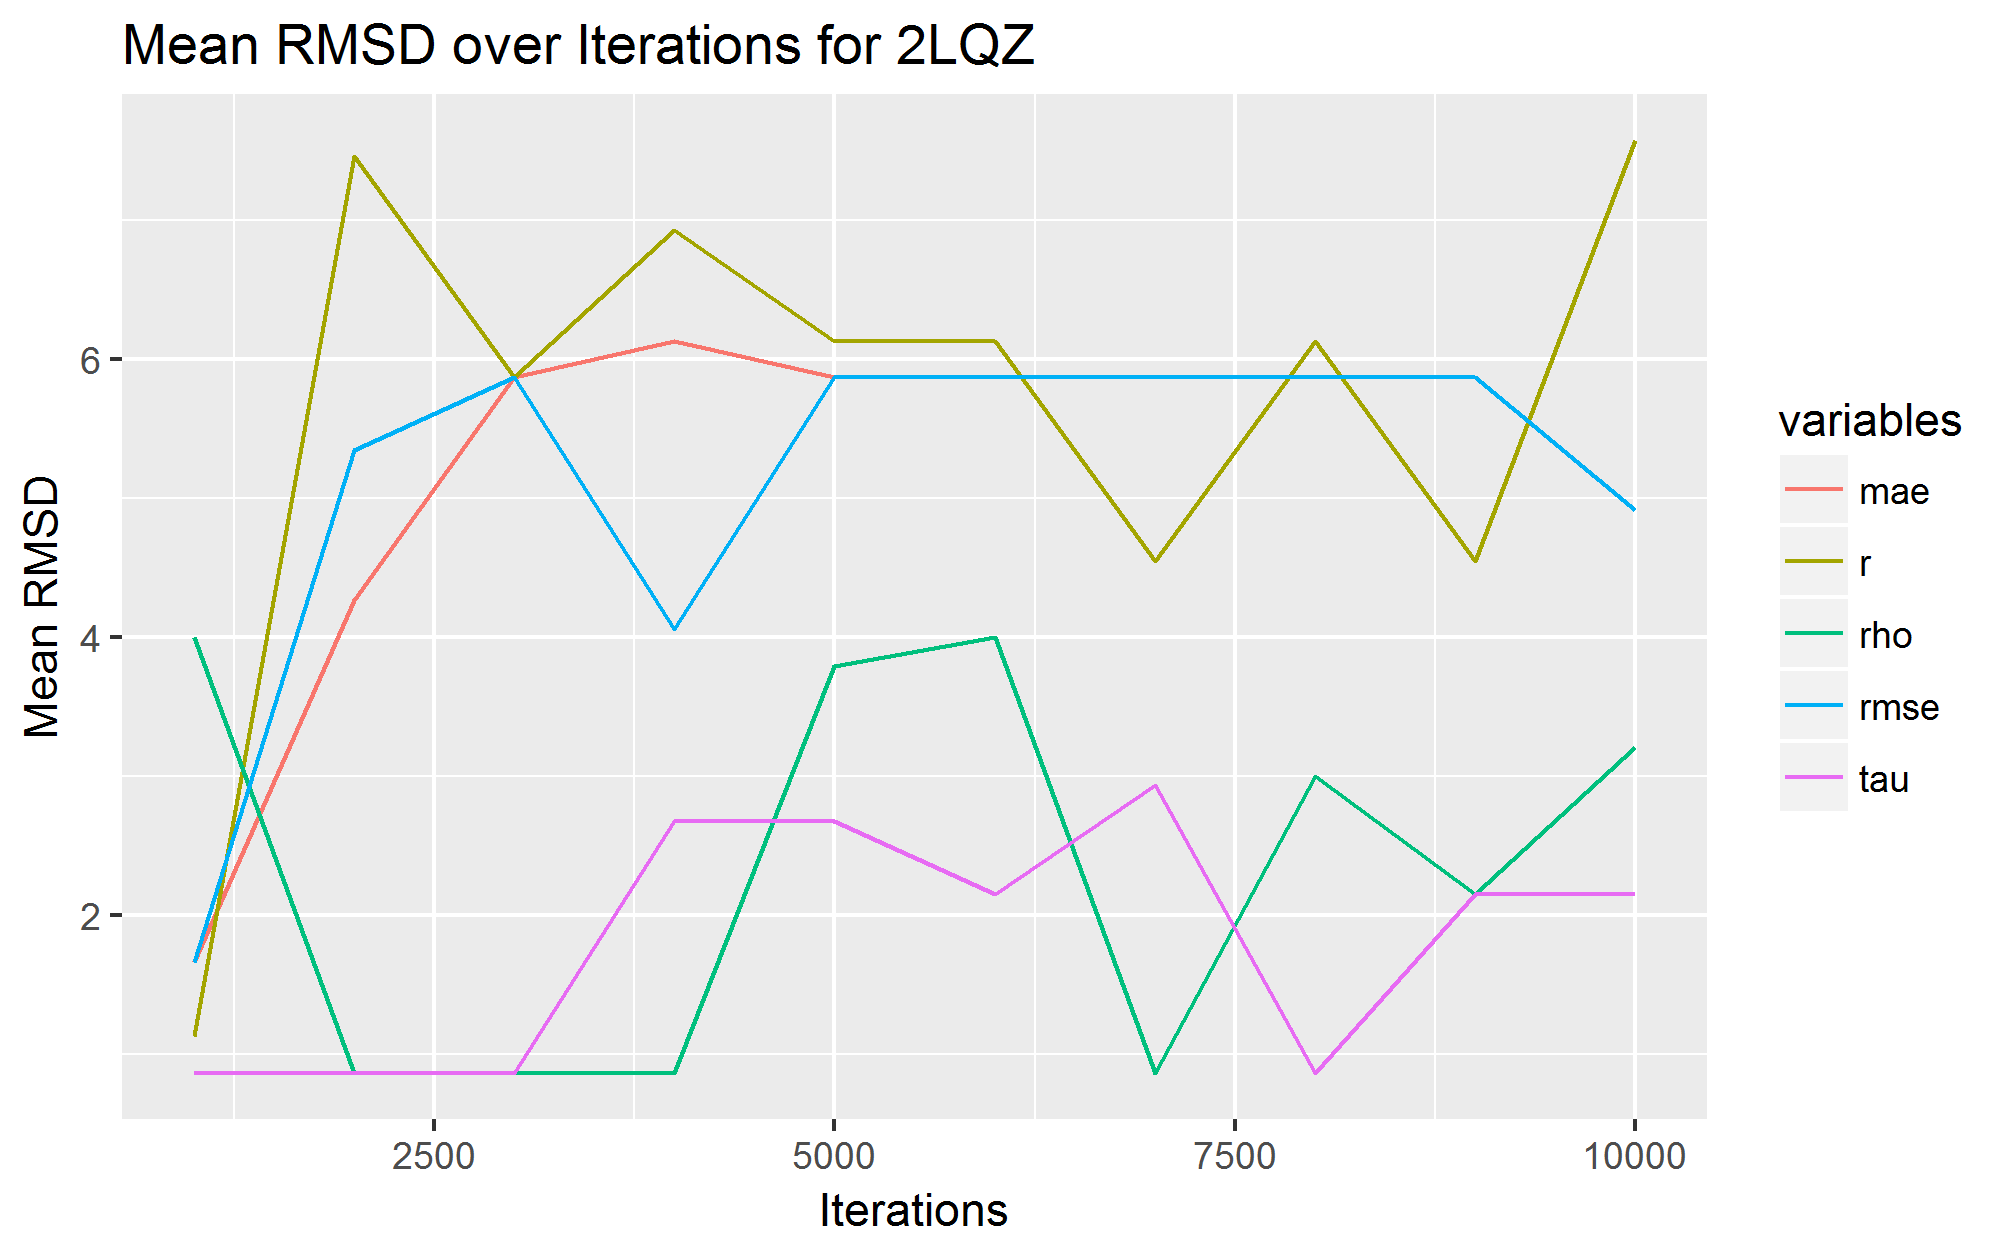 Mean RMSD over Iterations for 2LQZ
Mean RMSD
6
4
2
2500
5000
7500
10000
Iterations
variables
mae
r
rho
rmse
tau